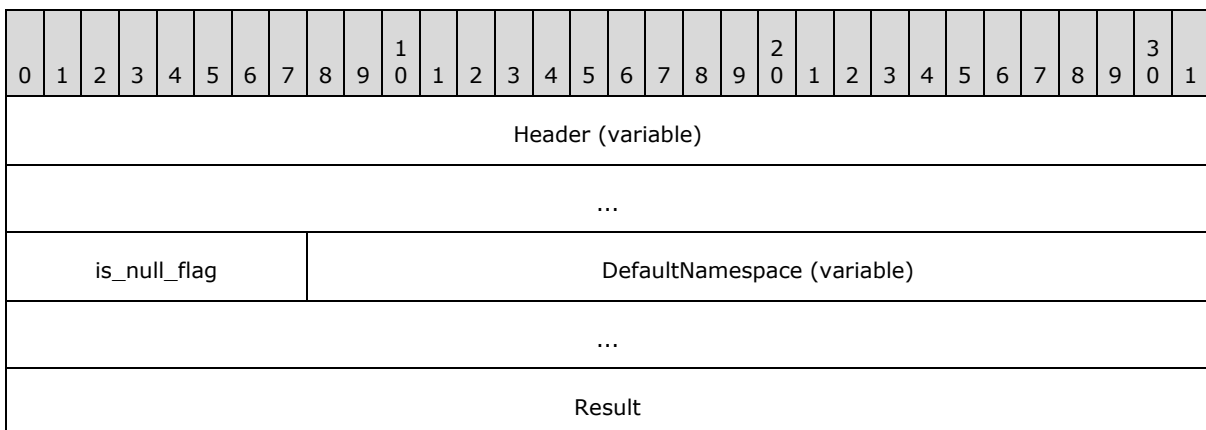 0 1 2 3 4 5 6 7 8 9 1 0 1 2 3 4 5 6 7 8 9 2 0 1 2 3 4 5 6 7 8 9 3 0 1
Header (variable)
...
is_null_flag DefaultNamespace (variable)
...
Result